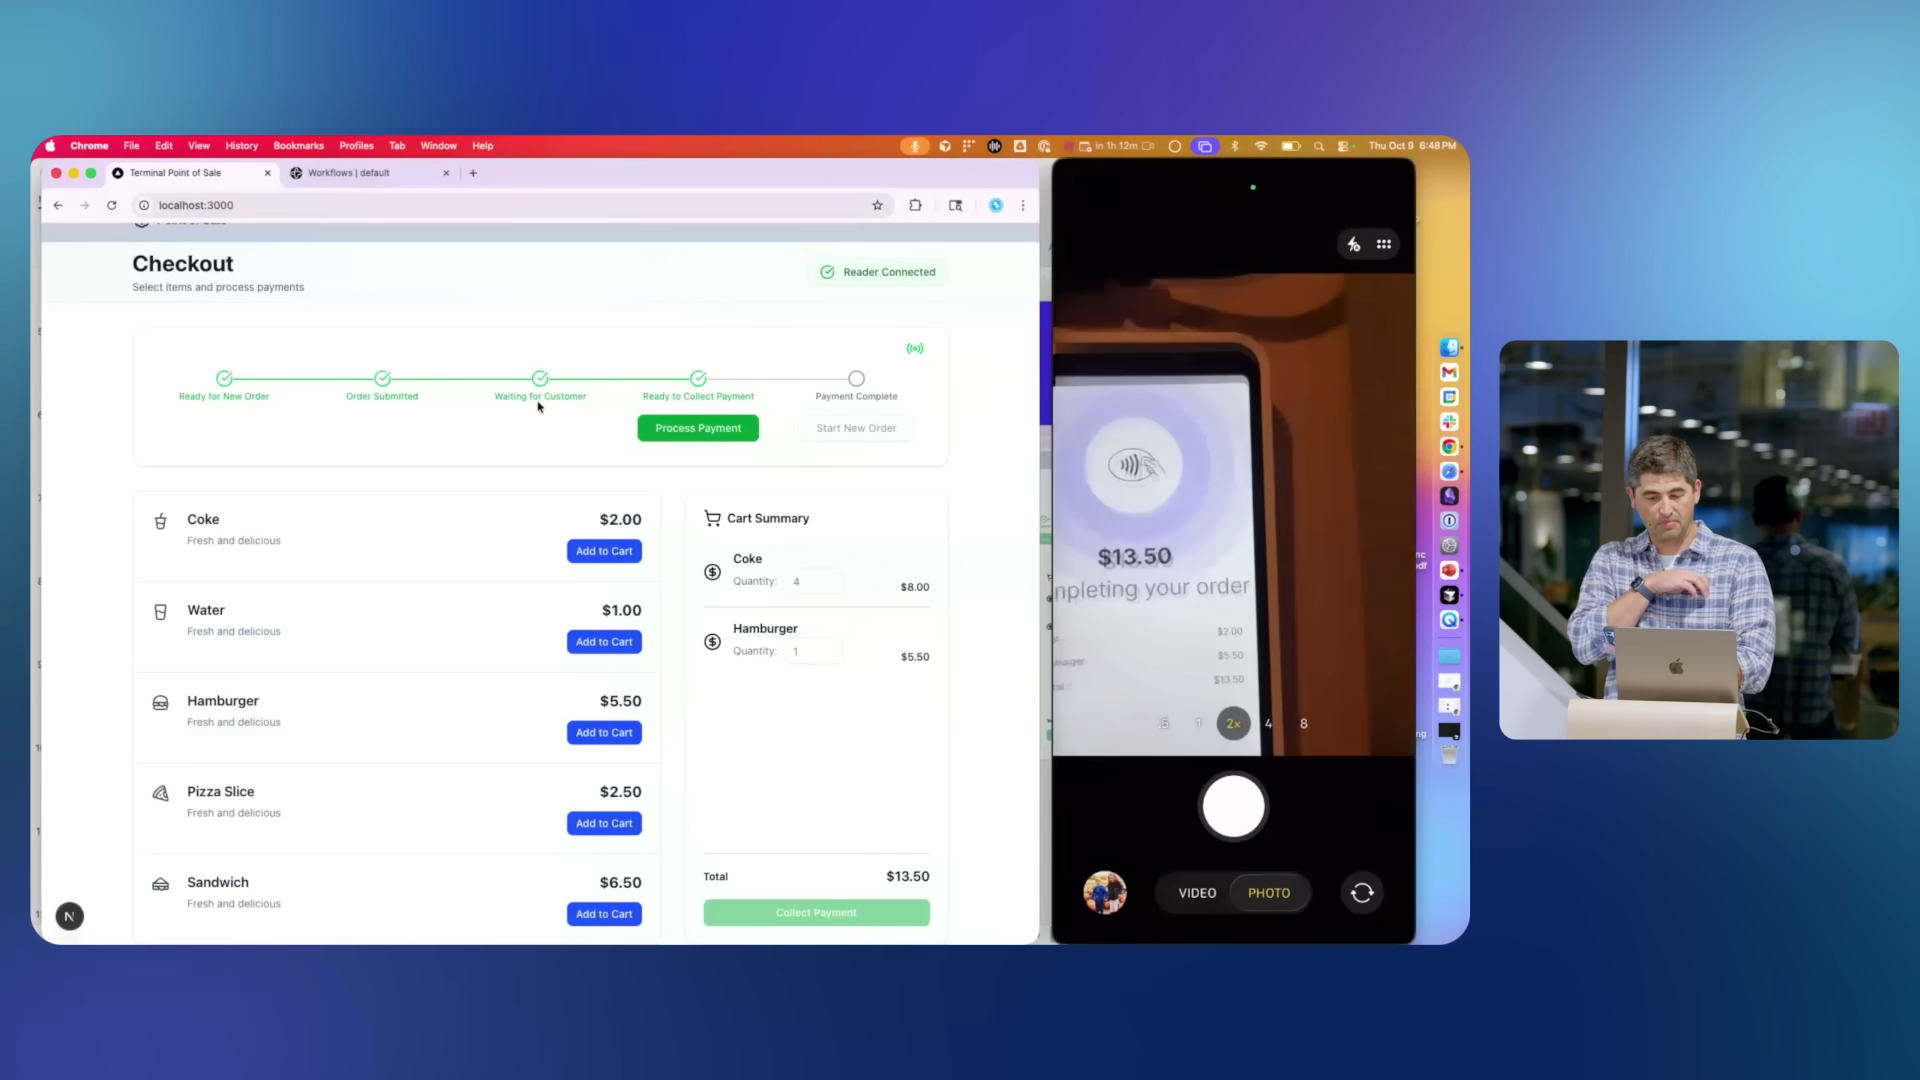 Chrome File Edit View History Bookmarks Profiles Tab Window Help
in 1h 12m
Thu Oct 9 6:48 PM
Terminal Point of Sale
Workflows | default
localhost:3000
Checkout
Select items and process payments
Reader Connected
Ready for New Order
Order Submitted
Waiting for Customer
Ready to Collect Payment
Payment Complete
Process Payment
Start New Order
Coke
$2.00
Fresh and delicious
Add to Cart
Water
$1.00
Fresh and delicious
Add to Cart
Hamburger
$5.50
Fresh and delicious
Add to Cart
Pizza Slice
$2.50
Fresh and delicious
Add to Cart
Sandwich
$6.50
Fresh and delicious
Add to Cart
N
Cart Summary
Coke
Quantity: 4
$8.00
Hamburger
Quantity: 1
$5.50
Total
$13.50
Collect Payment
$13.50
mpleting your order
$2.00
$5.50
$13.50
1 2× 4 8
VIDEO PHOTO